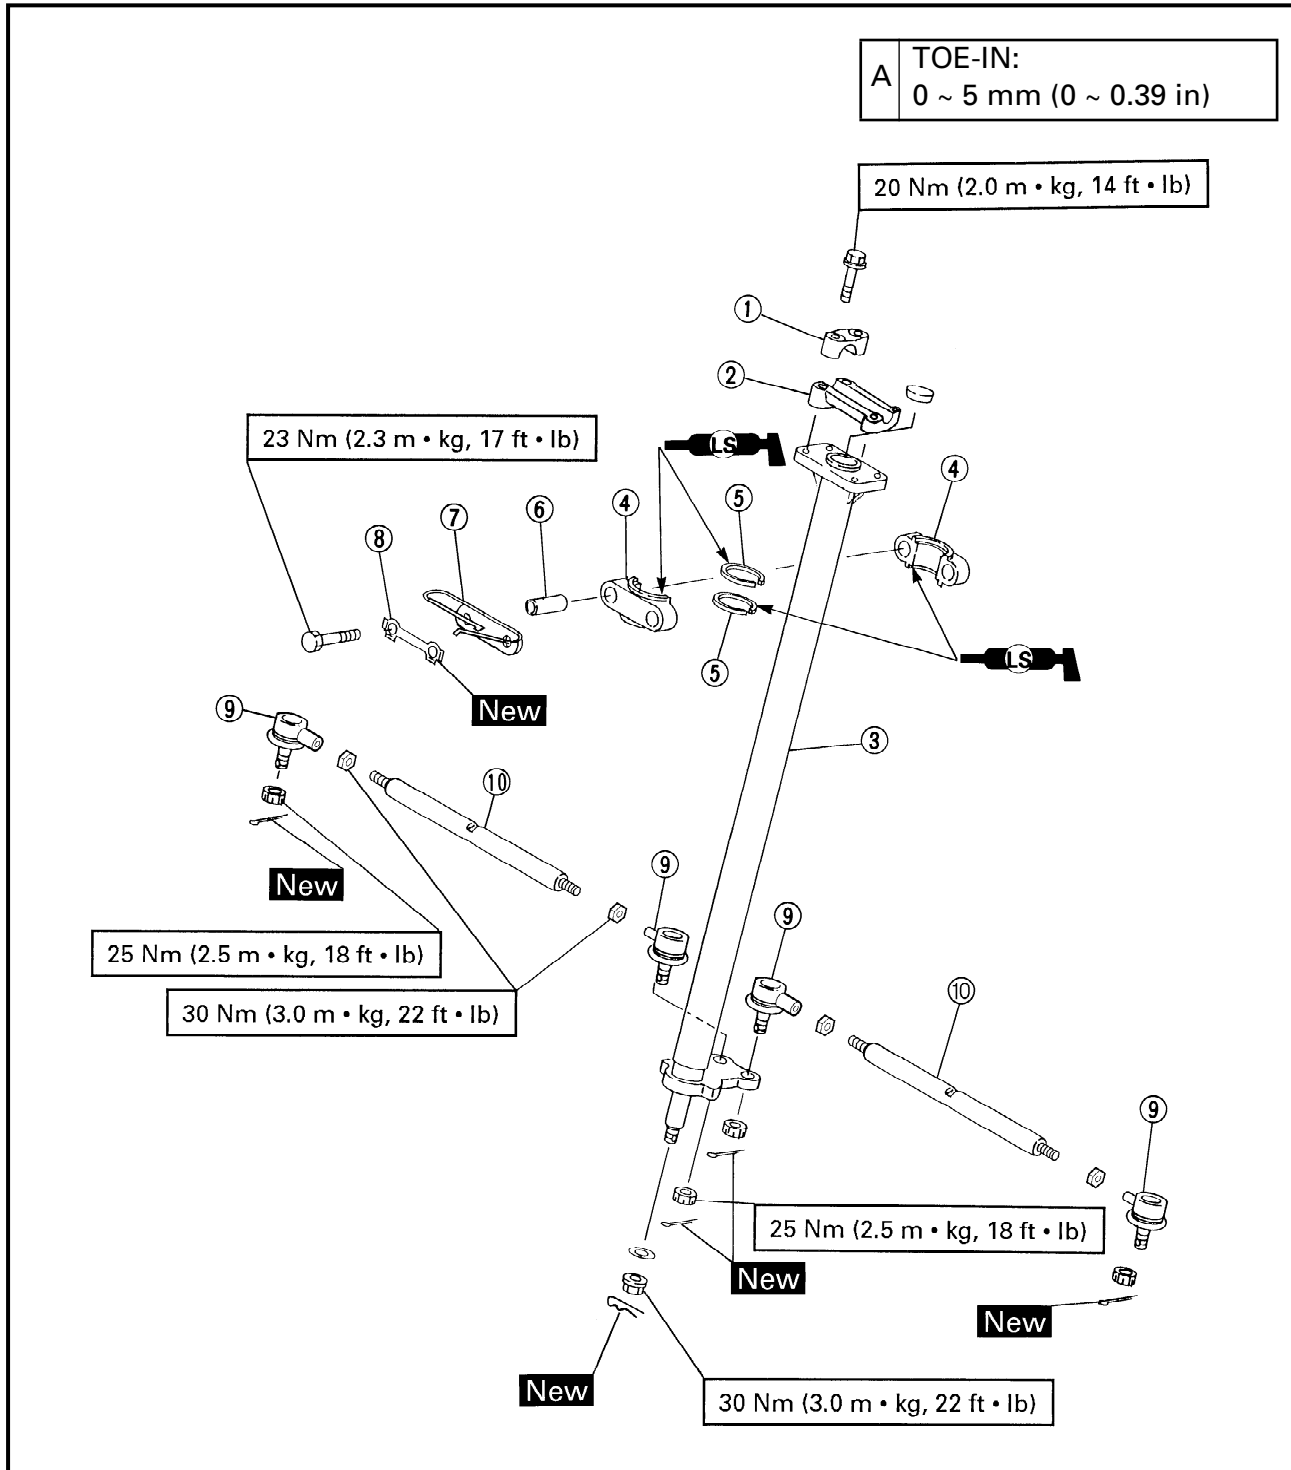 A
TOE-IN:
0 ~ 5 mm (0 ~ 0.39 in)
20 Nm (2.0 m • kg, 14 ft • lb)
1
2
23 Nm (2.3 m • kg, 17 ft • lb)
LS
4
5
4
6
7
8
5
LS
New
9
3
10
New
9
9
25 Nm (2.5 m • kg, 18 ft • lb)
10
30 Nm (3.0 m • kg, 22 ft • lb)
9
25 Nm (2.5 m • kg, 18 ft • lb)
New
New
New
30 Nm (3.0 m • kg, 22 ft • lb)